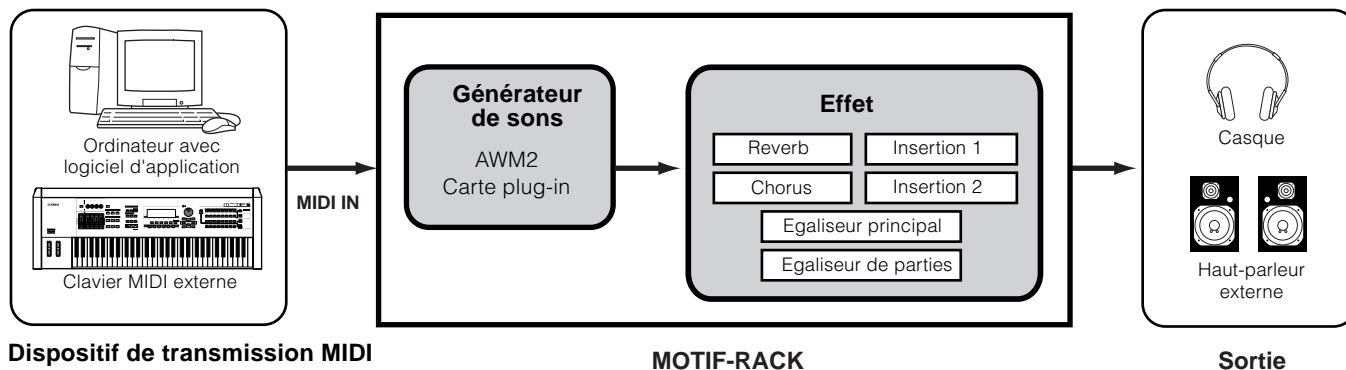 Ordinateur avec
logiciel d'application
Clavier MIDI externe
Dispositif de transmission MIDI
MIDI IN
Générateur
de sons
AWM2
Carte plug-in
Effet
Reverb
Insertion 1
Chorus
Insertion 2
Egaliseur principal
Egaliseur de parties
MOTIF-RACK
Casque
Haut-parleur
externe
Sortie